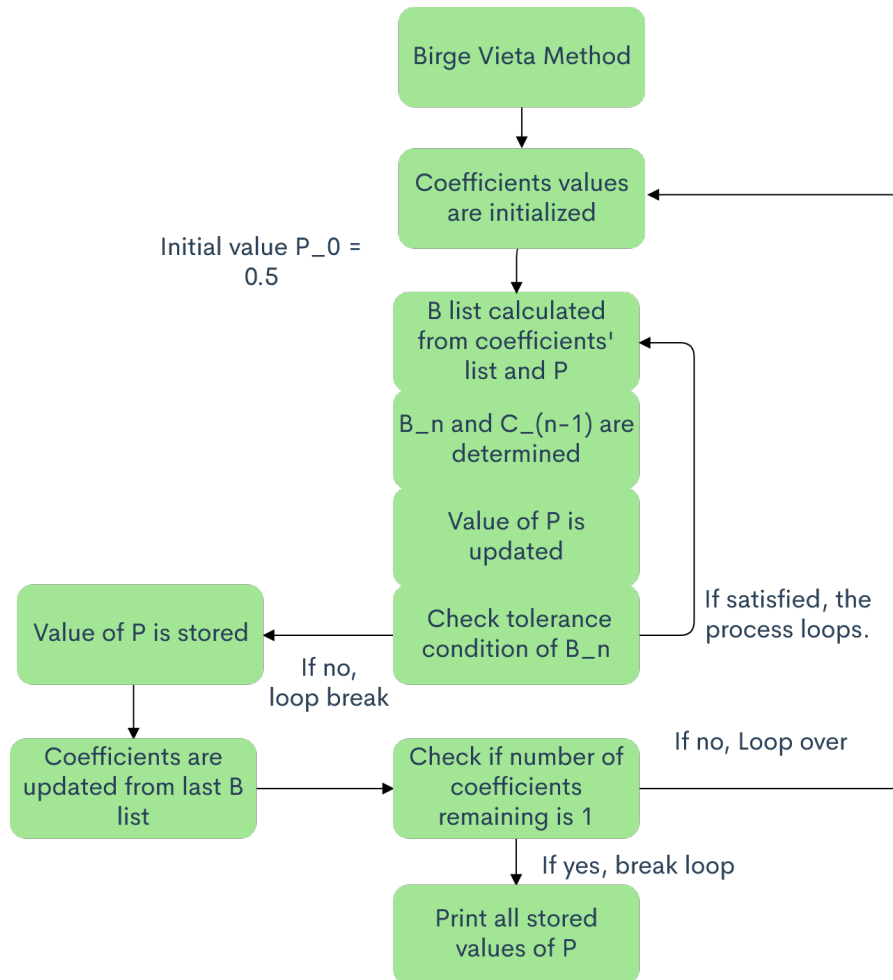 Birge Vieta Method
Coefficients values
are initialized
Initial value P_0 =
0.5
B list calculated
from coefficients'
list and P
B_n and C_(n-1) are
determined
Value of P is
updated
Check tolerance
condition of B_n
If satisfied, the
process loops.
Value of P is stored
If no,
loop break
Coefficients are
updated from last B
list
Check if number of
coefficients
remaining is 1
If no, Loop over
If yes, break loop
Print all stored
values of P